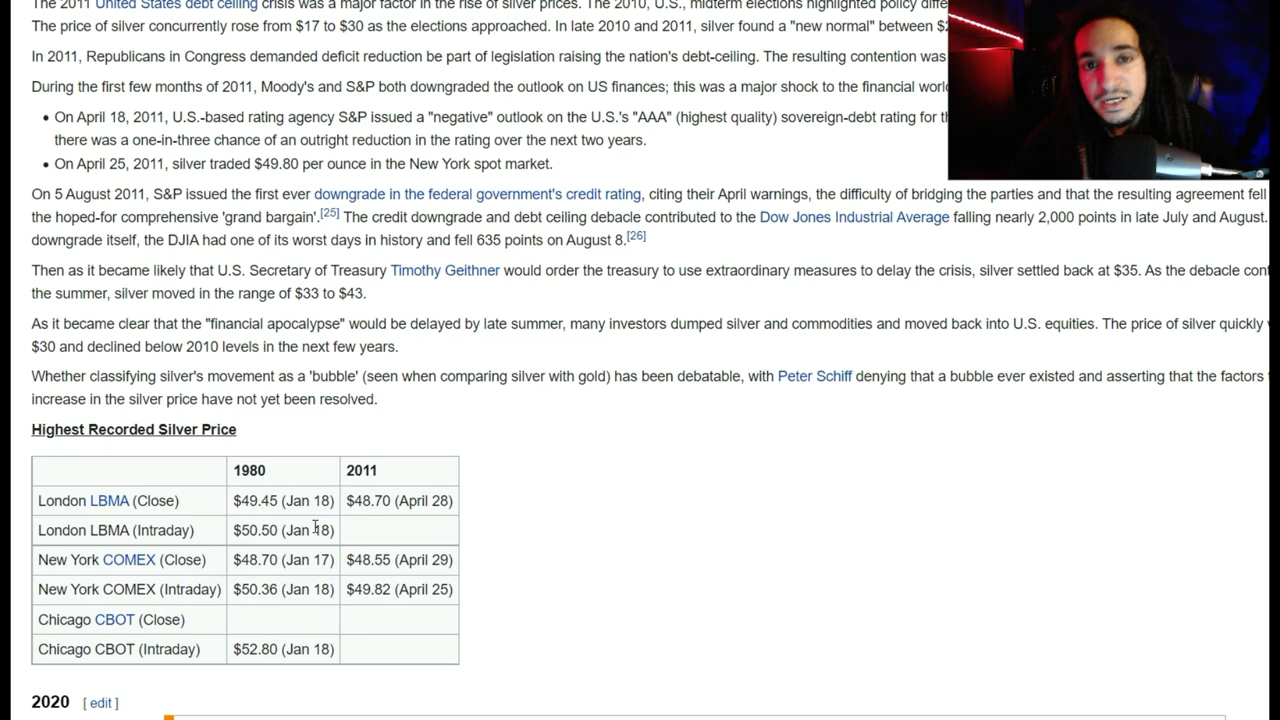 The 2011 United States debt ceiling crisis was a major factor in the rise of silver prices. The 2010, U.S., midterm elections highlighted policy
The price of silver concurrently rose from $17 to $30 as the elections approached. In late 2010 and 2011, silver found a "new normal" between
In 2011, Republicans in Congress demanded deficit reduction be part of legislation raising the nation's debt-ceiling. The resulting contention was
During the first few months of 2011, Moody's and S&P both downgraded the outlook on US finances; this was a major shock to the financial
• On April 18, 2011, U.S.-based rating agency S&P issued a "negative" outlook on the U.S.'s "AAA" (highest quality) sovereign-debt rating for
there was a one-in-three chance of an outright reduction in the rating over the next two years.
• On April 25, 2011, silver traded $49.80 per ounce in the New York spot market.
On 5 August 2011, S&P issued the first ever downgrade in the federal government's credit rating, citing their April warnings, the difficulty of bridging the parties and that the resulting agreement fell
the hoped-for comprehensive 'grand bargain'.[25] The credit downgrade and debt ceiling debacle contributed to the Dow Jones Industrial Average falling nearly 2,000 points in late July and August.
downgrade itself, the DJIA had one of its worst days in history and fell 635 points on August 8.[26]
Then as it became likely that U.S. Secretary of Treasury Timothy Geithner would order the treasury to use extraordinary measures to delay the crisis, silver settled back at $35. As the debacle
the summer, silver moved in the range of $33 to $43.
As it became clear that the "financial apocalypse" would be delayed by late summer, many investors dumped silver and commodities and moved back into U.S. equities. The price of silver quickly
$30 and declined below 2010 levels in the next few years.
Whether classifying silver's movement as a 'bubble' (seen when comparing silver with gold) has been debatable, with Peter Schiff denying that a bubble ever existed and asserting that the factors
increase in the silver price have not yet been resolved.
Highest Recorded Silver Price
1980 2011
London LBMA (Close) $49.45 (Jan 18) $48.70 (April 28)
London LBMA (Intraday) $50.50 (Jan 18)
New York COMEX (Close) $48.70 (Jan 17) $48.55 (April 29)
New York COMEX (Intraday) $50.36 (Jan 18) $49.82 (April 25)
Chicago CBOT (Close)
Chicago CBOT (Intraday) $52.80 (Jan 18)
2020 [ edit ]